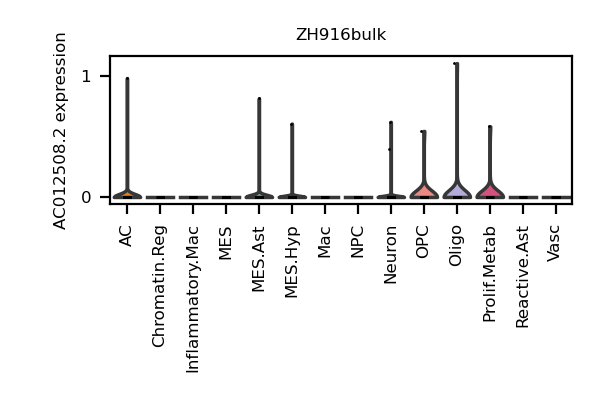 ZH916bulk
AC012508.2 expression
1
0
AC
Chromatin.Reg
Inflammatory.Mac
MES
MES.Ast
MES.Hyp
Mac
NPC
Neuron
OPC
Oligo
Prolif.Metab
Reactive.Ast
Vasc